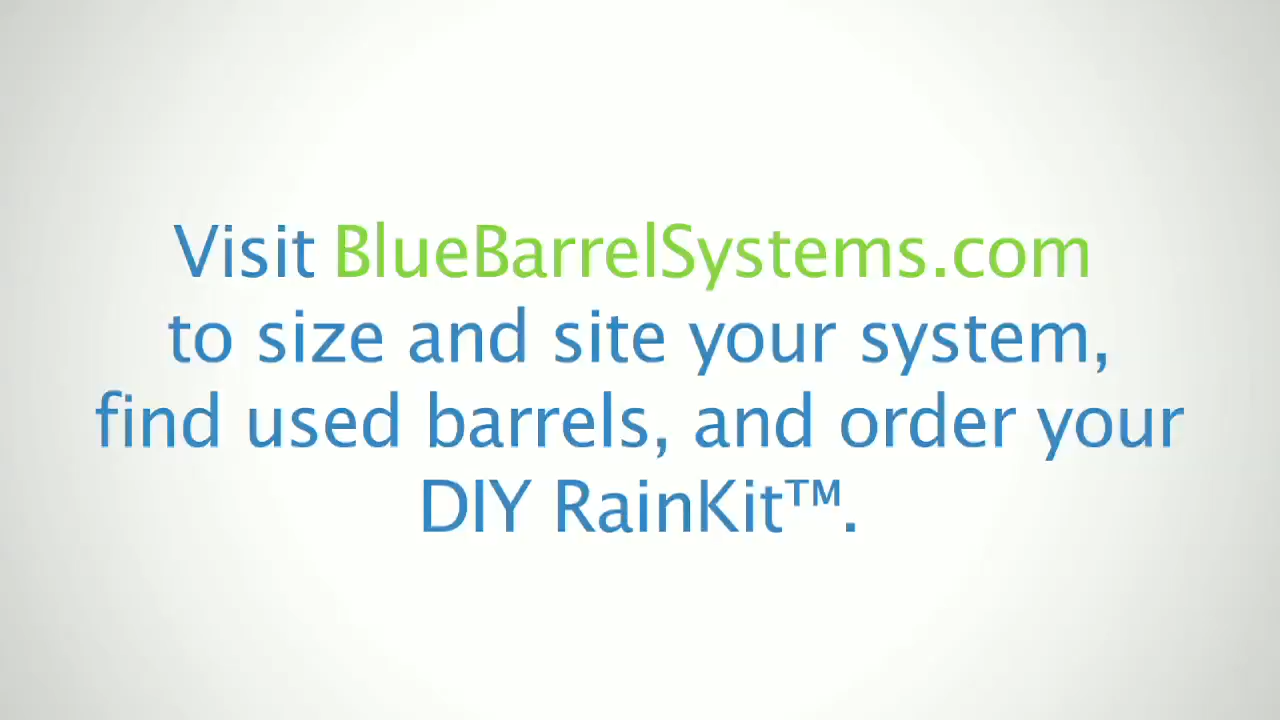 Visit BlueBarrelSystems.com
to size and site your system,
find used barrels, and order your
DIY RainKit™.